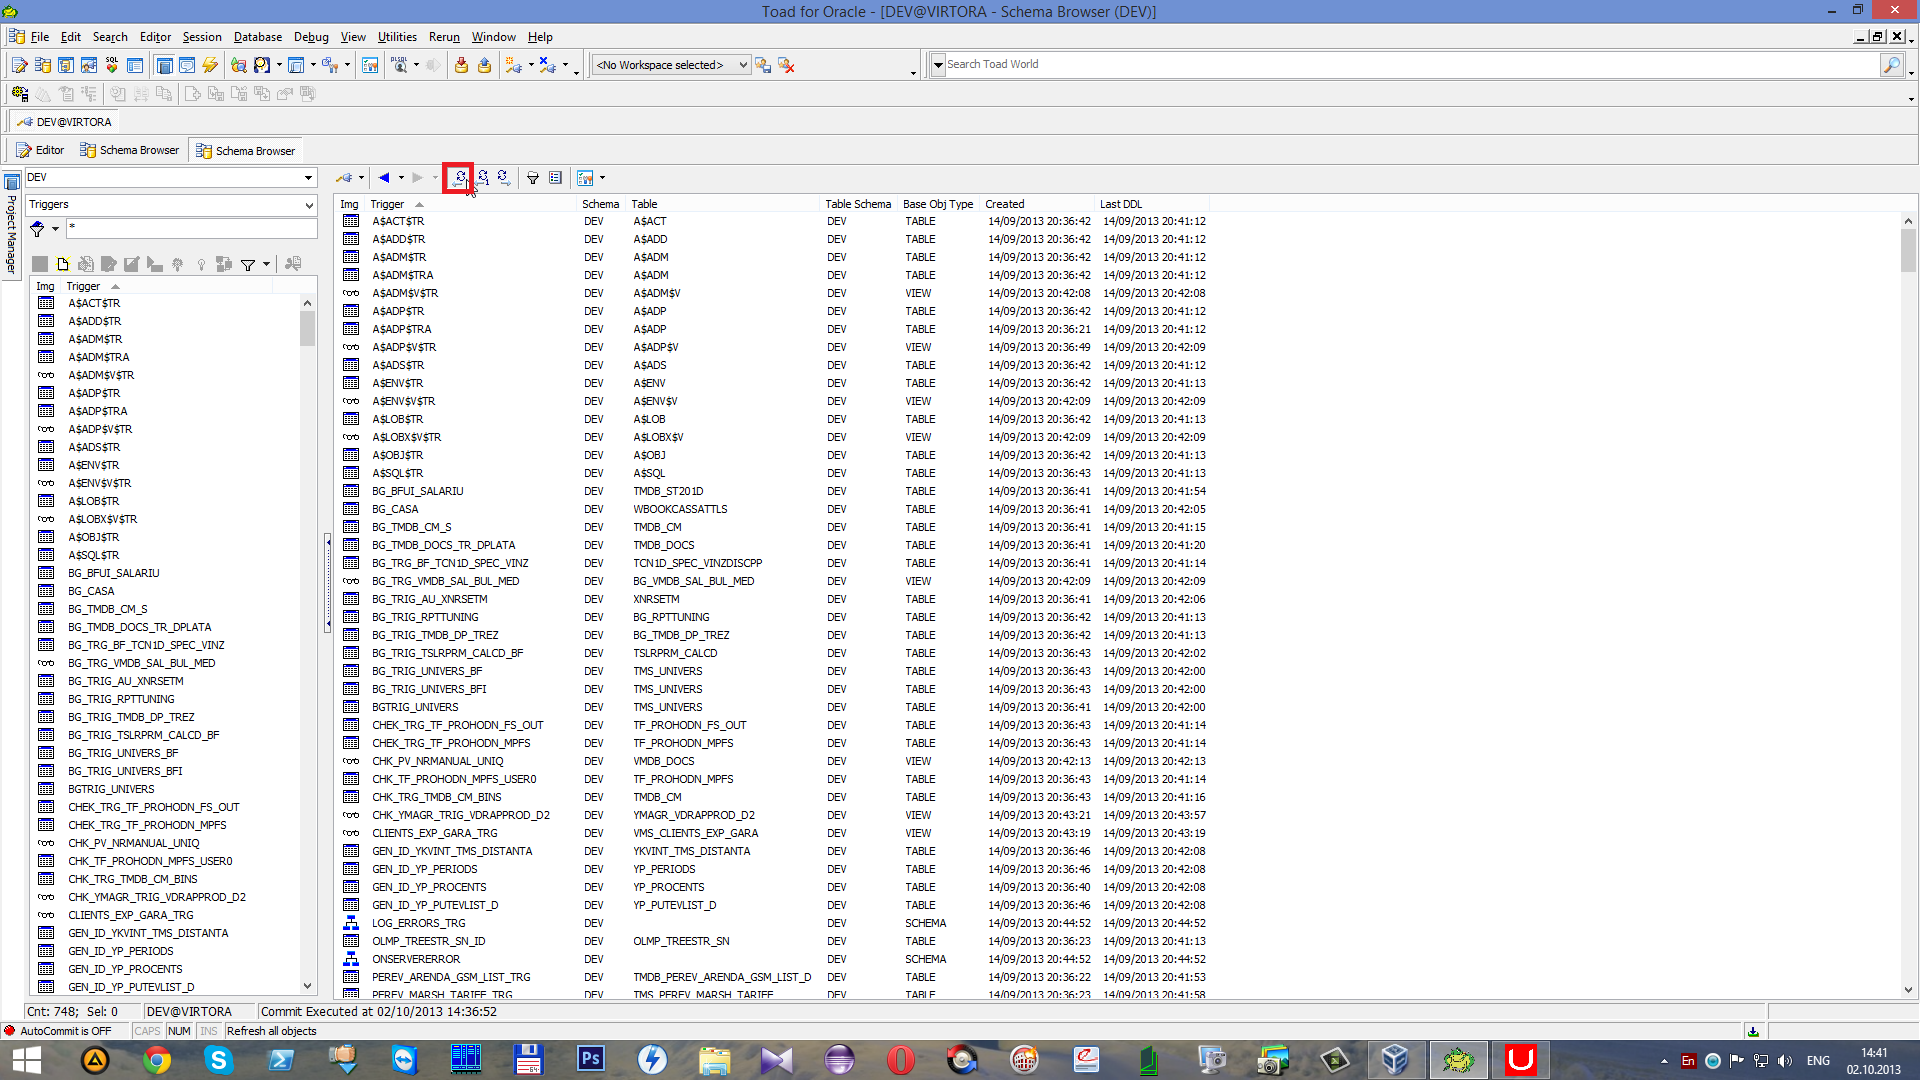 Toad for Oracle - [DEV@VIRTORA - Schema Browser (DEV)]
File Edit Search Editor Session Database Debug View Utilities Rerun Window Help
<No Workspace selected> Search Toad World
DEV@VIRTORA
Editor Schema Browser Schema Browser
Project Manager
DEV
Triggers
*
Img Trigger
A$ACT$TR
A$ADD$TR
A$ADM$TR
A$ADM$TRA
A$ADM$V$TR
A$ADP$TR
A$ADP$TRA
A$ADP$V$TR
A$ADS$TR
A$ENV$TR
A$ENV$V$TR
A$LOB$TR
A$LOBX$V$TR
A$OBJ$TR
A$SQL$TR
BG_BFUI_SALARIU
BG_CASA
BG_TMDB_CM_S
BG_TMDB_DOCS_TR_DPLATA
BG_TRG_BF_TCN1D_SPEC_VINZ
BG_TRG_VMDB_SAL_BUL_MED
BG_TRIG_AU_XNRSETM
BG_TRIG_RPTTUNING
BG_TRIG_TMDB_DP_TREZ
BG_TRIG_TSLRPRM_CALCD_BF
BG_TRIG_UNIVERS_BF
BG_TRIG_UNIVERS_BFI
BGTRIG_UNIVERS
CHEK_TRG_TF_PROHODN_FS_OUT
CHEK_TRG_TF_PROHODN_MPFS
CHK_PV_NRMANUAL_UNIQ
CHK_TF_PROHODN_MPFS_USER0
CHK_TRG_TMDB_CM_BINS
CHK_YMAGR_TRIG_VDRAPPROD_D2
CLIENTS_EXP_GARA_TRG
GEN_ID_YKVINT_TMS_DISTANTA
GEN_ID_YP_PERIODS
GEN_ID_YP_PROCENTS
GEN_ID_YP_PUTEVLIST_D
Img Trigger Schema Table Table Schema Base Obj Type Created Last DDL
A$ACT$TR DEV A$ACT DEV TABLE 14/09/2013 20:36:42 14/09/2013 20:41:12
A$ADD$TR DEV A$ADD DEV TABLE 14/09/2013 20:36:42 14/09/2013 20:41:12
A$ADM$TR DEV A$ADM DEV TABLE 14/09/2013 20:36:42 14/09/2013 20:41:12
A$ADM$TRA DEV A$ADM DEV TABLE 14/09/2013 20:36:42 14/09/2013 20:41:12
A$ADM$V$TR DEV A$ADM$V DEV VIEW 14/09/2013 20:42:08 14/09/2013 20:42:08
A$ADP$TR DEV A$ADP DEV TABLE 14/09/2013 20:36:42 14/09/2013 20:41:12
A$ADP$TRA DEV A$ADP DEV TABLE 14/09/2013 20:36:21 14/09/2013 20:41:12
A$ADP$V$TR DEV A$ADP$V DEV VIEW 14/09/2013 20:36:49 14/09/2013 20:42:09
A$ADS$TR DEV A$ADS DEV TABLE 14/09/2013 20:36:42 14/09/2013 20:41:12
A$ENV$TR DEV A$ENV DEV TABLE 14/09/2013 20:36:42 14/09/2013 20:41:13
A$ENV$V$TR DEV A$ENV$V DEV VIEW 14/09/2013 20:42:09 14/09/2013 20:42:09
A$LOB$TR DEV A$LOB DEV TABLE 14/09/2013 20:36:42 14/09/2013 20:41:13
A$LOBX$V$TR DEV A$LOBX$V DEV VIEW 14/09/2013 20:42:09 14/09/2013 20:42:09
A$OBJ$TR DEV A$OBJ DEV TABLE 14/09/2013 20:36:42 14/09/2013 20:41:13
A$SQL$TR DEV A$SQL DEV TABLE 14/09/2013 20:36:43 14/09/2013 20:41:13
BG_BFUI_SALARIU DEV TMDB_ST201D DEV TABLE 14/09/2013 20:36:41 14/09/2013 20:41:54
BG_CASA DEV WBOOKCASSATTLS DEV TABLE 14/09/2013 20:36:41 14/09/2013 20:42:05
BG_TMDB_CM_S DEV TMDB_CM DEV TABLE 14/09/2013 20:36:41 14/09/2013 20:41:15
BG_TMDB_DOCS_TR_DPLATA DEV TMDB_DOCS DEV TABLE 14/09/2013 20:36:41 14/09/2013 20:41:20
BG_TRG_BF_TCN1D_SPEC_VINZ DEV TCN1D_SPEC_VINZDISCPP DEV TABLE 14/09/2013 20:36:41 14/09/2013 20:41:14
BG_TRG_VMDB_SAL_BUL_MED DEV BG_VMDB_SAL_BUL_MED DEV VIEW 14/09/2013 20:42:09 14/09/2013 20:42:09
BG_TRIG_AU_XNRSETM DEV XNRSETM DEV TABLE 14/09/2013 20:36:41 14/09/2013 20:42:06
BG_TRIG_RPTTUNING DEV BG_RPTTUNING DEV TABLE 14/09/2013 20:36:42 14/09/2013 20:41:13
BG_TRIG_TMDB_DP_TREZ DEV BG_TMDB_DP_TREZ DEV TABLE 14/09/2013 20:36:42 14/09/2013 20:41:13
BG_TRIG_TSLRPRM_CALCD_BF DEV TSLRPRM_CALCD DEV TABLE 14/09/2013 20:36:43 14/09/2013 20:42:02
BG_TRIG_UNIVERS_BF DEV TMS_UNIVERS DEV TABLE 14/09/2013 20:36:43 14/09/2013 20:42:00
BG_TRIG_UNIVERS_BFI DEV TMS_UNIVERS DEV TABLE 14/09/2013 20:36:43 14/09/2013 20:42:00
BGTRIG_UNIVERS DEV TMS_UNIVERS DEV TABLE 14/09/2013 20:36:41 14/09/2013 20:42:00
CHEK_TRG_TF_PROHODN_FS_OUT DEV TF_PROHODN_FS_OUT DEV TABLE 14/09/2013 20:36:43 14/09/2013 20:41:14
CHEK_TRG_TF_PROHODN_MPFS DEV TF_PROHODN_MPFS DEV TABLE 14/09/2013 20:36:43 14/09/2013 20:41:14
CHK_PV_NRMANUAL_UNIQ DEV VMDB_DOCS DEV VIEW 14/09/2013 20:42:13 14/09/2013 20:42:13
CHK_TF_PROHODN_MPFS_USER0 DEV TF_PROHODN_MPFS DEV TABLE 14/09/2013 20:36:43 14/09/2013 20:41:14
CHK_TRG_TMDB_CM_BINS DEV TMDB_CM DEV TABLE 14/09/2013 20:36:43 14/09/2013 20:41:16
CHK_YMAGR_TRIG_VDRAPPROD_D2 DEV YMAGR_VDRAPPROD_D2 DEV VIEW 14/09/2013 20:43:21 14/09/2013 20:43:57
CLIENTS_EXP_GARA_TRG DEV VMS_CLIENTS_EXP_GARA DEV VIEW 14/09/2013 20:43:19 14/09/2013 20:43:19
GEN_ID_YKVINT_TMS_DISTANTA DEV YKVINT_TMS_DISTANTA DEV TABLE 14/09/2013 20:36:46 14/09/2013 20:42:08
GEN_ID_YP_PERIODS DEV YP_PERIODS DEV TABLE 14/09/2013 20:36:46 14/09/2013 20:42:08
GEN_ID_YP_PROCENTS DEV YP_PROCENTS DEV TABLE 14/09/2013 20:36:40 14/09/2013 20:42:08
GEN_ID_YP_PUTEVLIST_D DEV YP_PUTEVLIST_D DEV TABLE 14/09/2013 20:36:46 14/09/2013 20:42:08
LOG_ERRORS_TRG DEV DEV SCHEMA 14/09/2013 20:44:52 14/09/2013 20:44:52
OLMP_TREESTR_SN_ID DEV OLMP_TREESTR_SN DEV TABLE 14/09/2013 20:36:23 14/09/2013 20:41:13
ONSERVERERROR DEV DEV SCHEMA 14/09/2013 20:44:52 14/09/2013 20:44:52
PEREV_ARENDA_GSM_LIST_TRG DEV TMDB_PEREV_ARENDA_GSM_LIST_D DEV TABLE 14/09/2013 20:36:22 14/09/2013 20:41:53
PEREV_MARSH_TARIFF_TRG DEV TMS_PEREV_MARSH_TARIFF DEV TABLE 14/09/2013 20:36:23 14/09/2013 20:41:58
Cnt: 748; Sel: 0 DEV@VIRTORA Commit Executed at 02/10/2013 14:36:52
AutoCommit is OFF CAPS NUM INS Refresh all objects
Ps
En ENG 14:41
02.10.2013